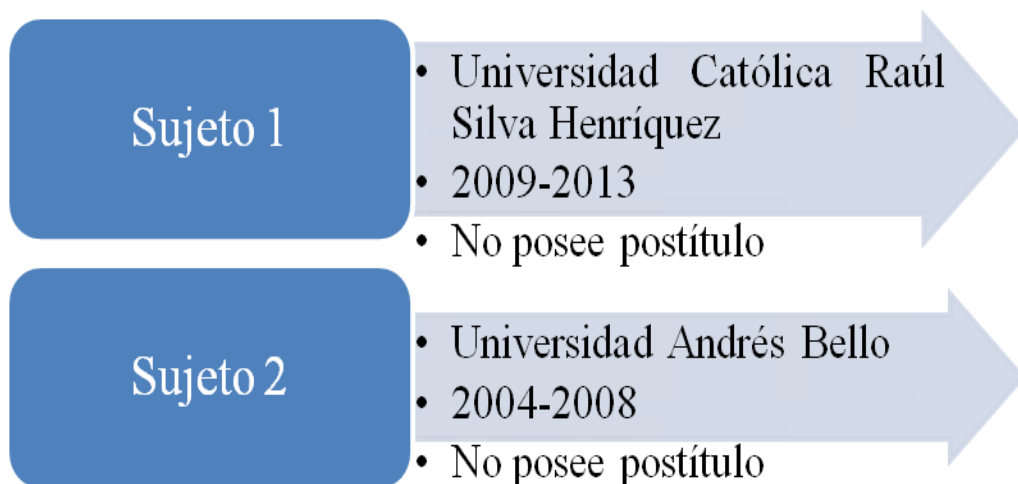 Sujeto 1
• Universidad Católica Raúl
Silva Henríquez
• 2009-2013
• No posee postítulo
Sujeto 2
• Universidad Andrés Bello
• 2004-2008
• No posee postítulo